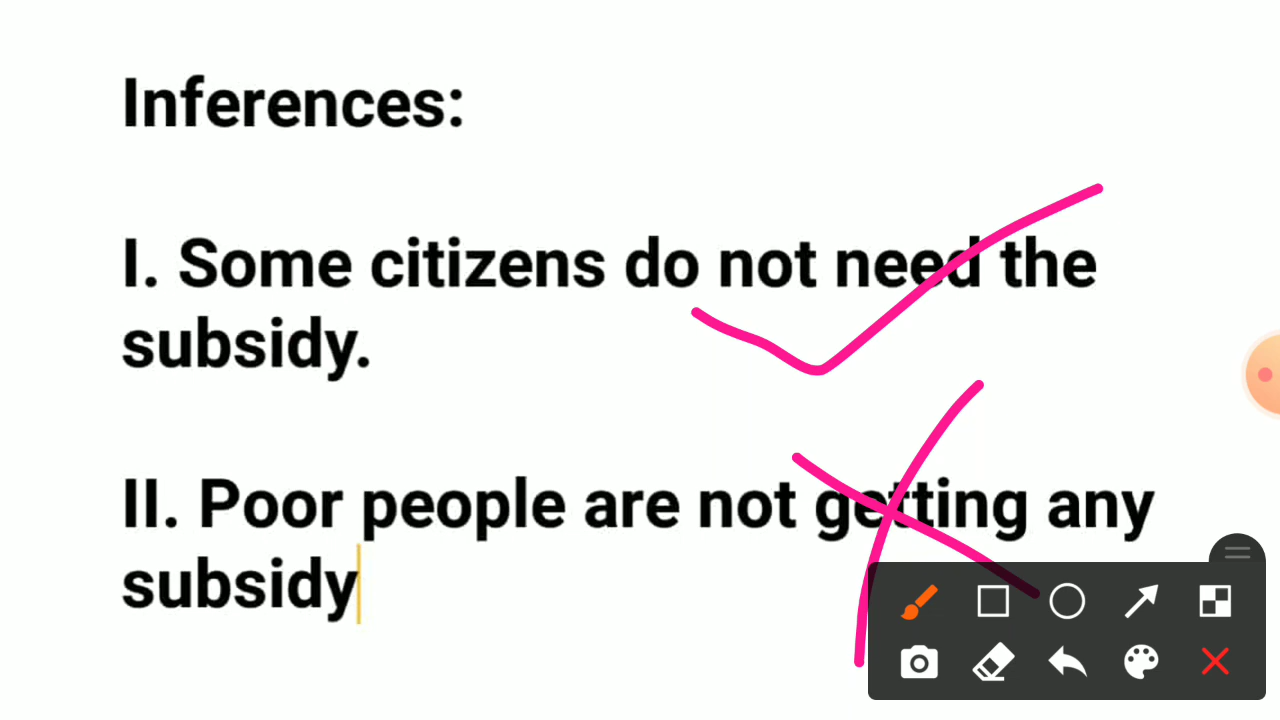 Inferences:
I. Some citizens do not need the
subsidy.
II. Poor people are not getting any
subsidy